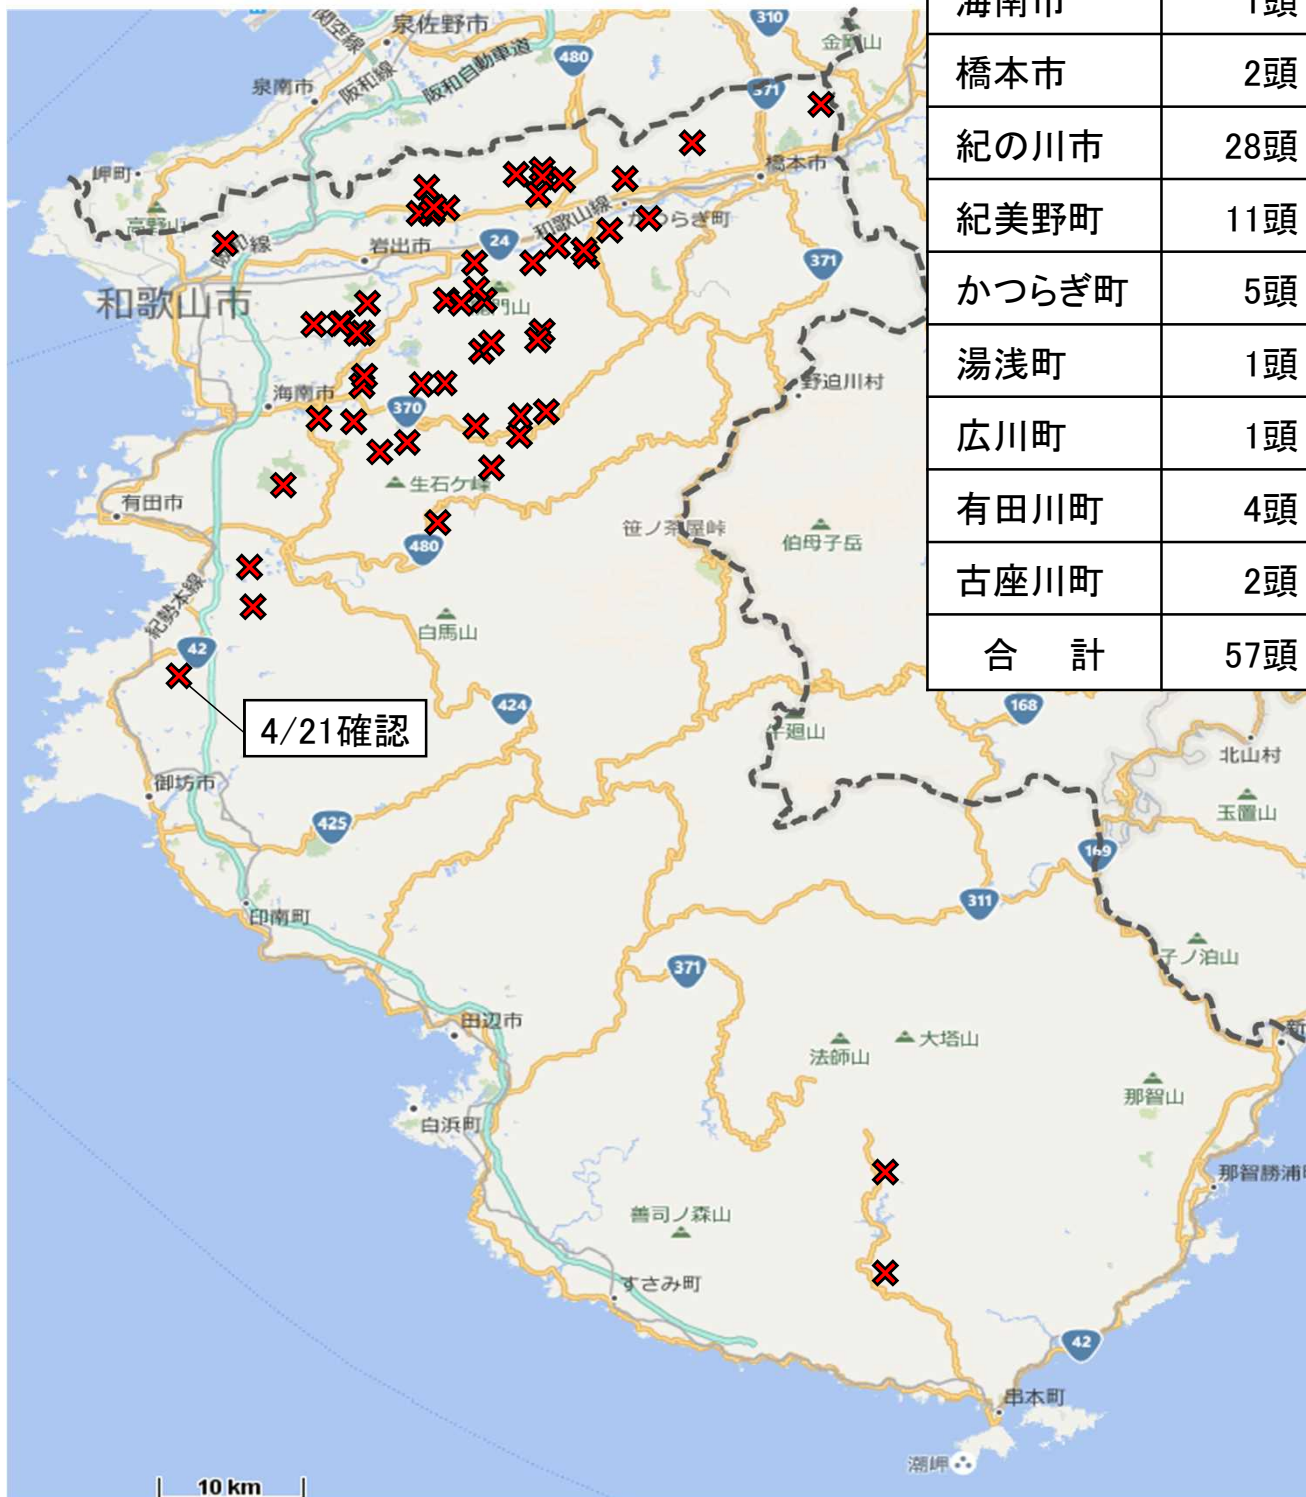 関空線
泉佐野市
310
金剛山
480
阪和自動車道
阪和線
泉南市
371
岬町
橋本市
高野山
和歌山線
かつらぎ町
24
岩出市
371
和歌山市
野迫川村
海南市
370
生石ケ峰
有田市
笹ノ茶屋峠
伯母子岳
480
紀勢本線
白馬山
42
424
168
4/21確認
北山村
御坊市
玉置山
425
169
311
印南町
371
子ノ泊山
田辺市
法師山
大塔山
新
那智山
白浜町
那智勝浦町
善司ノ森山
すさみ町
42
串本町
潮岬
10 km
海南市 1頭
橋本市 2頭
紀の川市 28頭
紀美野町 11頭
かつらぎ町 5頭
湯浅町 1頭
広川町 1頭
有田川町 4頭
古座川町 2頭
合 計 57頭